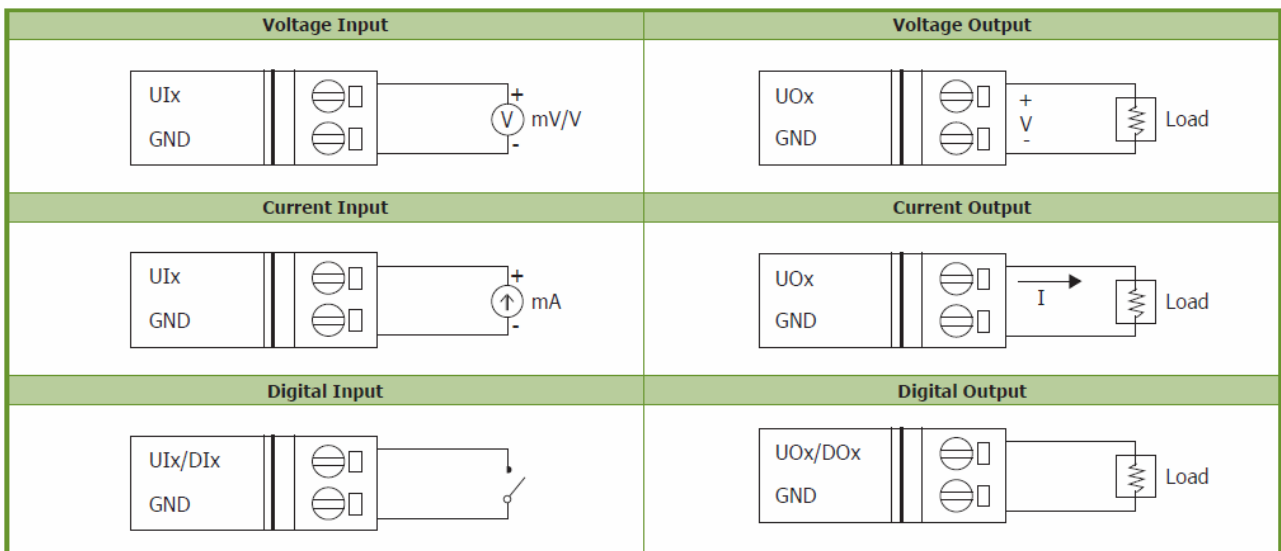 Voltage Input
UIx
GND
+
V
-
mV/V
Voltage Output
UOx
GND
+
V
-
Load
Current Input
UIx
GND
+
-
mA
Current Output
UOx
GND
I
Load
Digital Input
UIx/DIx
GND
Digital Output
UOx/DOx
GND
Load